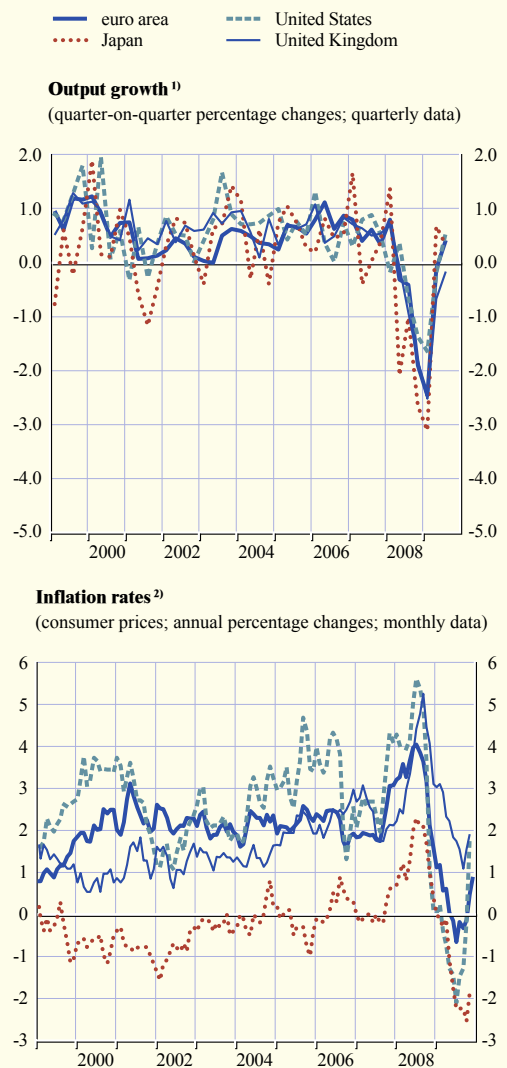 euro area United States
Japan United Kingdom
Output growth 1)
(quarter-on-quarter percentage changes; quarterly data)
2.0 2.0
1.0 1.0
0.0 0.0
-1.0 -1.0
-2.0 -2.0
-3.0 -3.0
-4.0 -4.0
-5.0 -5.0
2000 2002 2004 2006 2008
Inflation rates 2)
(consumer prices; annual percentage changes; monthly data)
6 6
5 5
4 4
3 3
2 2
1 1
0 0
-1 -1
-2 -2
-3 -3
2000 2002 2004 2006 2008